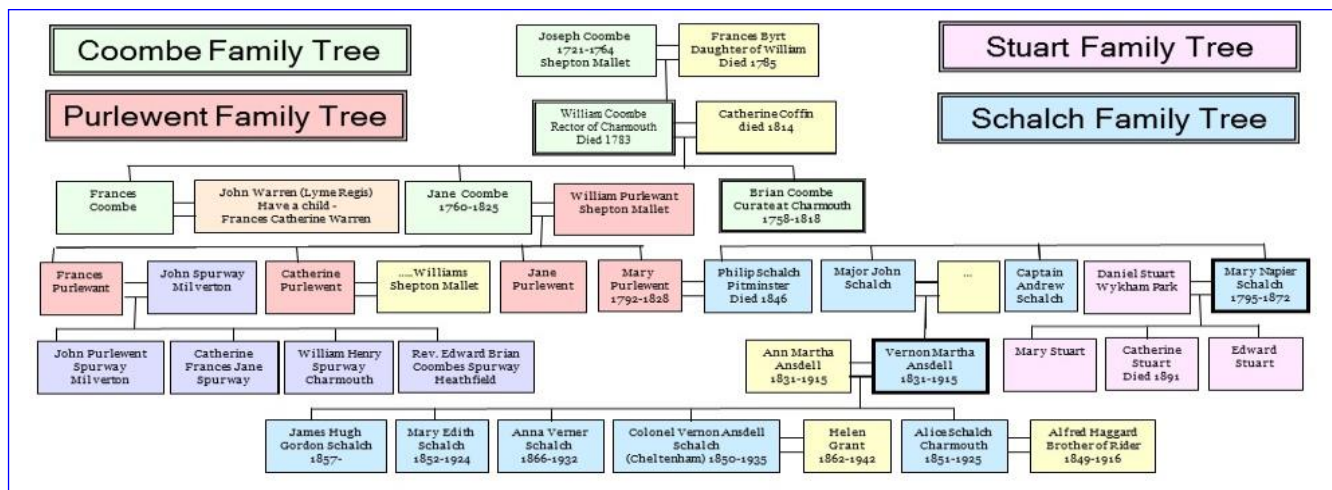 Coombe Family Tree
Joseph Coombe
1721-1764
Shepton Mallet
Frances Byrt
Daughter of William
Died 1785
Stuart Family Tree
Purlewent Family Tree
William Coombe
Rector of Charmouth
Died 1783
Catherine Coffin
died 1814
Schalch Family Tree
Frances
Coombe
John Warren (Lyme Regis)
Have a child -
Frances Catherine Warren
Jane Coombe
1760-1825
William Purlewant
Shepton Mallet
Brian Coombe
Curate at Charmouth
1758-1818
Frances
Purlewant
John Spurway
Milverton
Catherine
Purlewent
.....Williams
Shepton Mallet
Jane
Purlewent
Mary
Purlewent
1792-1828
Philip Schalch
Pitminster
Died 1846
Major John
Schalch
...
Captain
Andrew
Schalch
Daniel Stuart
Wykham Park
Mary Napier
Schalch
1795-1872
John Purlewent
Spurway
Milverton
Catherine
Frances Jane
Spurway
William Henry
Spurway
Charmouth
Rev. Edward Brian
Coombes Spurway
Heathfield
Ann Martha
Ansdell
1831-1915
Vernon Martha
Ansdell
1831-1915
Mary Stuart
Catherine
Stuart
Died 1891
Edward
Stuart
James Hugh
Gordon Schalch
1857-
Mary Edith
Schalch
1852-1924
Anna Verner
Schalch
1866-1932
Colonel Vernon Ansdell
Schalch
(Cheltenham) 1850-1935
Helen
Grant
1862-1942
Alice Schalch
Charmouth
1851-1925
Alfred Haggard
Brother of Rider
1849-1916